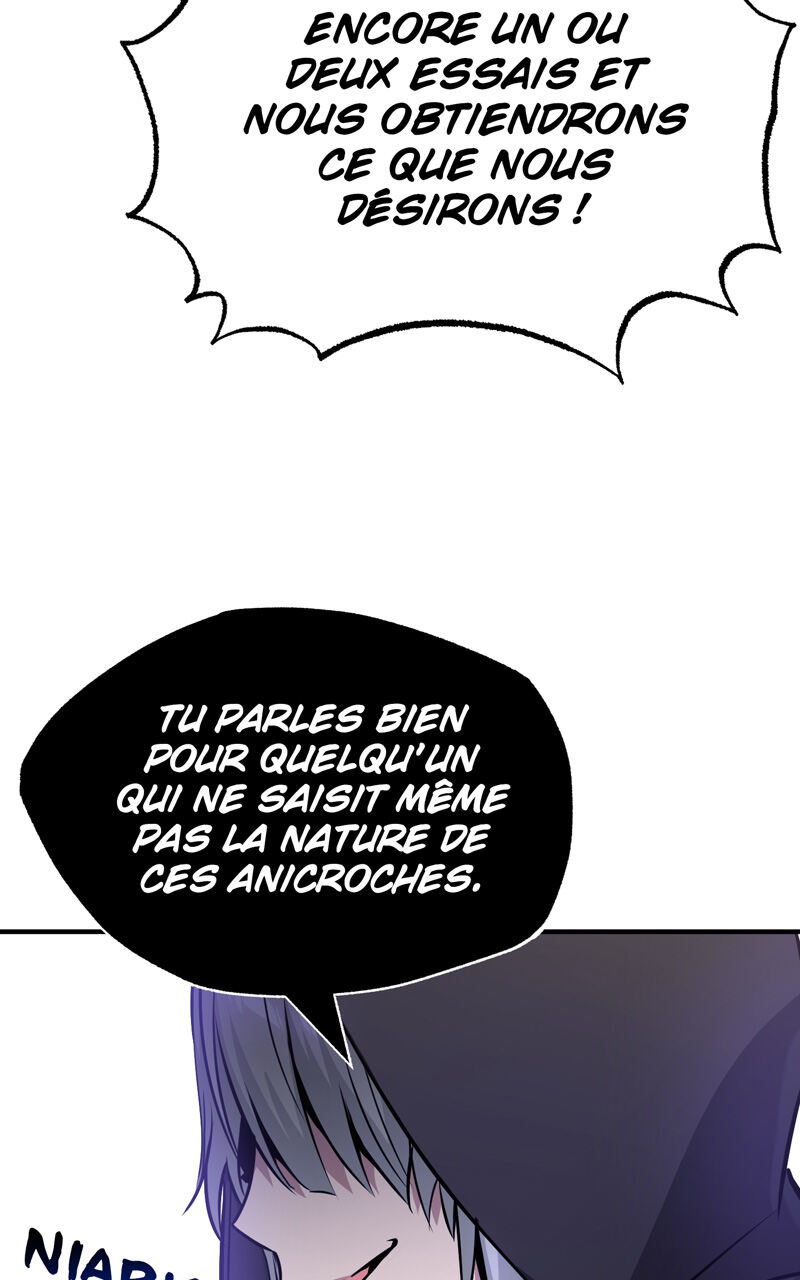 ENCORE UN OU
DEUX ESSAIS ET
NOUS OBTIENDRONS
CE QUE NOUS
DÉSIRONS !
TU PARLES BIEN
POUR QUELQU'UN
QUI NE SAISIT MÊME
PAS LA NATURE DE
CES ANICROCHES.